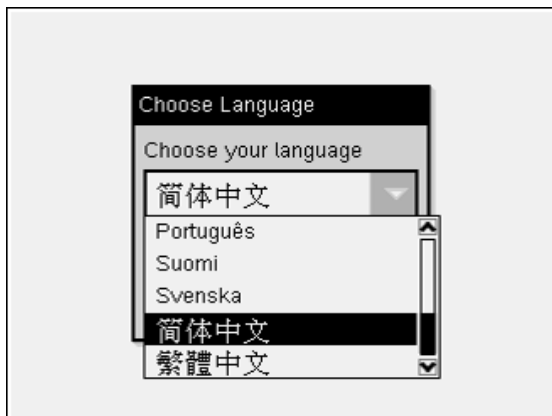 Choose Language
Choose your language
简体中文
Português
Suomi
Svenska
简体中文
繁體中文